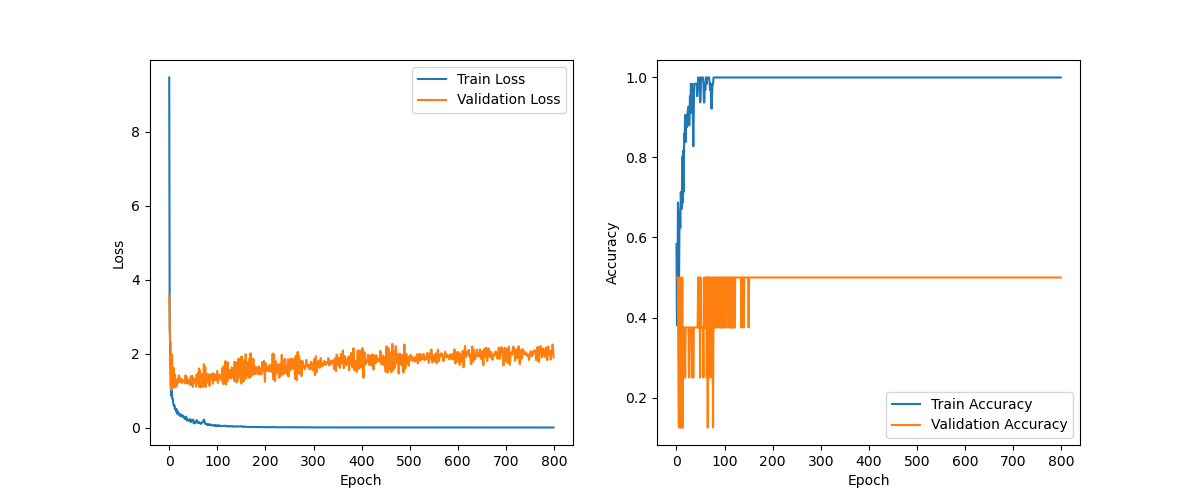 Train Loss
Validation Loss
8
6
4
2
0
Loss
0 100 200 300 400 500 600 700 800
Epoch
1.0
0.8
0.6
0.4
0.2
Accuracy
Train Accuracy
Validation Accuracy
0 100 200 300 400 500 600 700 800
Epoch